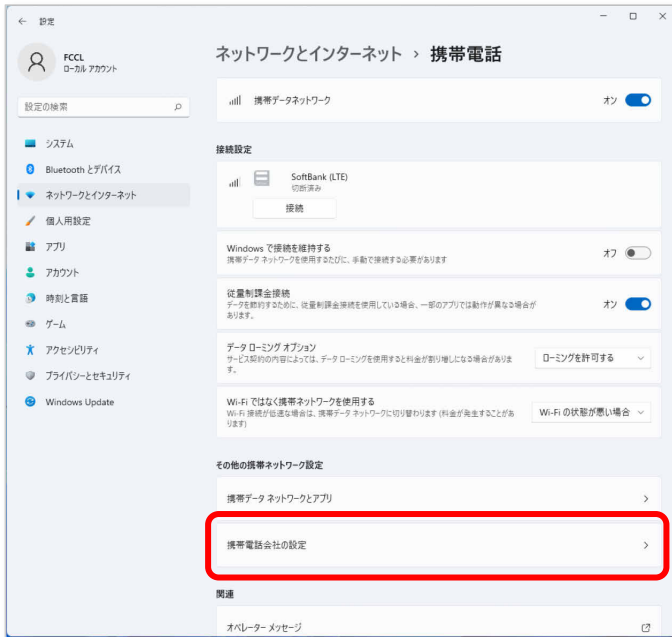 設定
FCCL
ローカル アカウント
設定の検索
システム
Bluetooth とデバイス
ネットワークとインターネット
個人用設定
アプリ
アカウント
時刻と言語
ゲーム
アクセシビリティ
プライバシーとセキュリティ
Windows Update
ネットワークとインターネット › 携帯電話
携帯データネットワーク
オン
接続設定
SoftBank (LTE)
切断済み
接続
Windows で接続を維持する
携帯データ ネットワークを使用するたびに、手動で接続する必要があります
オフ
従量制課金接続
データを節約するために、従量制課金接続を使用している場合、一部のアプリでは動作が異なる場合が
あります。
オン
データ ローミング オプション
サービス契約の内容によっては、データ ローミングを使用すると料金が割り増しになる場合がありま
す。
ローミングを許可する
Wi-Fi ではなく携帯ネットワークを使用する
Wi-Fi 接続が低速な場合は、携帯データ ネットワークに切り替わります (料金が発生することがあ
ります)
Wi-Fi の状態が悪い場合
その他の携帯ネットワーク設定
携帯データ ネットワークとアプリ
携帯電話会社の設定
関連
オペレーター メッセージ